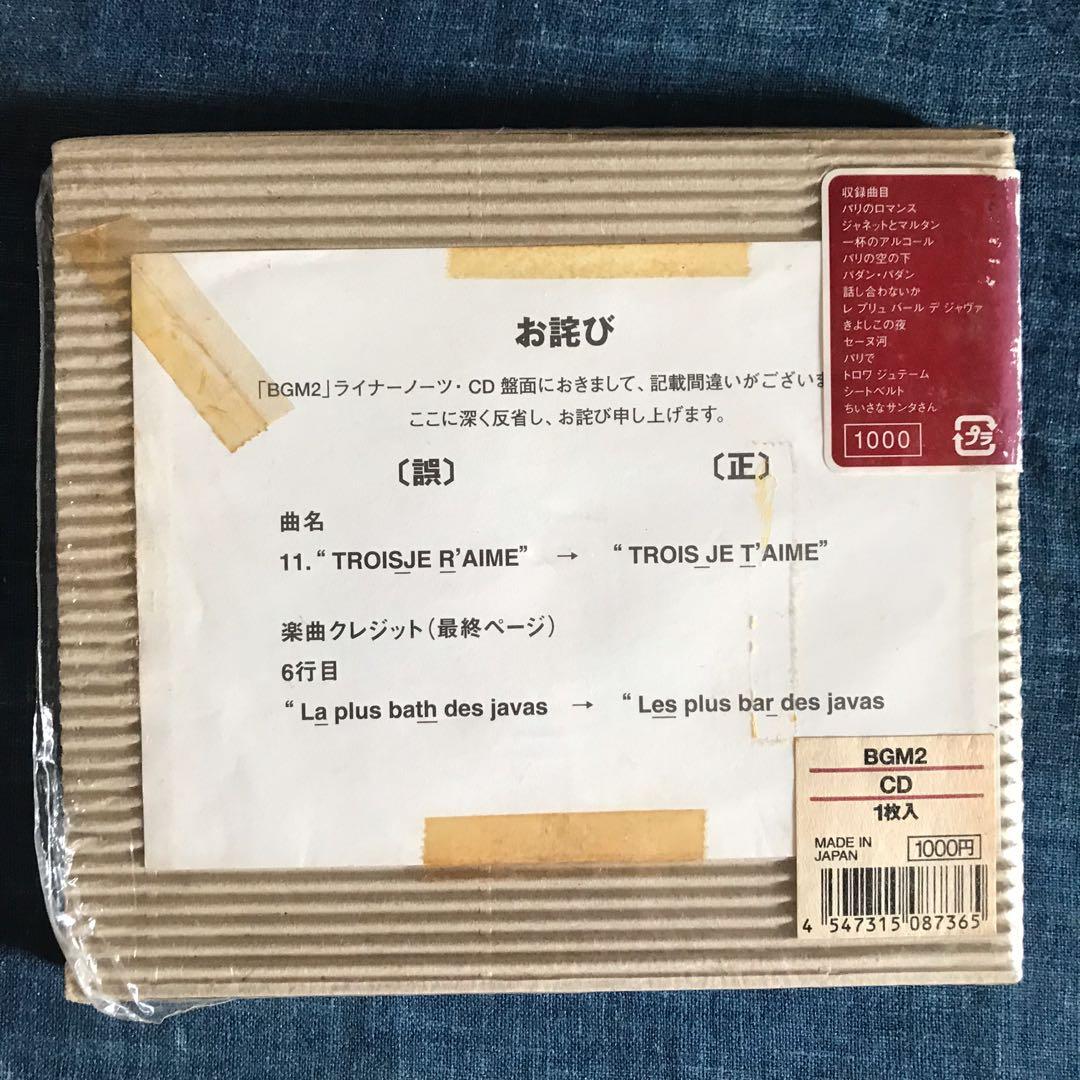 お詫び
「BGM2」ライナーノーツ・CD 盤面におきまして、記載間違いがございま
ここに深く反省し、お詫び申し上げます。
〔誤〕 〔正〕
曲名
11. “ TROISJE R’AIME” → “ TROIS JE T’AIME”
楽曲クレジット（最終ページ）
6行目
“ La plus bath des javas → “ Les plus bar des javas
収録曲目
パリのロマンス
ジャネットとマルタン
一杯のアルコール
パリの空の下
パダン・パダン
話し合わないか
レ プリュ バール デ ジャヴァ
きよしこの夜
セーヌ河
パリで
トロワ ジュテーム
シートベルト
ちいさなサンタさん
1000
プラ
BGM2
CD
1枚入
MADE IN
JAPAN
1000円
4 547315 087365